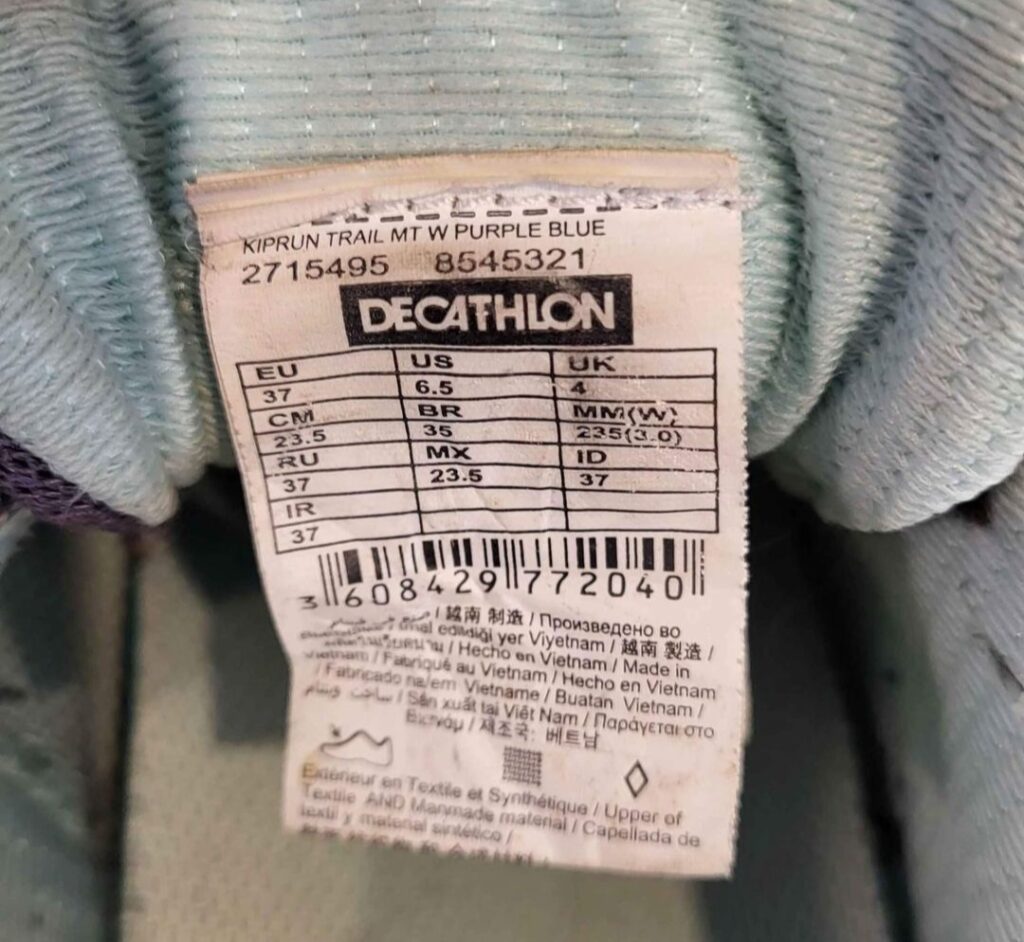 KIPRUN TRAIL MT W PURPLE BLUE
2715495 8545321
DECATHLON
EU US UK
37 6.5 4
CM BR MM(W)
23.5 35 235(3.0)
RU MX ID
37 23.5 37
IR
37
3 608429 772040
/ 越南 制造 / Произведено во
edildiği yer Viyetnam / 越南 製造 /
/ Hecho en Vietnam / Made in
Vietnam / Fabriqué au Vietnam / Hecho en Vietnam
/ Fabricado na/em Vietname / Buatan Vietnam /
ساخت ویتنام / Sản xuất tại Việt Nam / Παράγεται στο
Βιετνάμ / 제조국: 베트남
Extérieur en Textile et Synthétique / Upper of
Textile AND Manmade material / Capellada de
textil y material sintético /